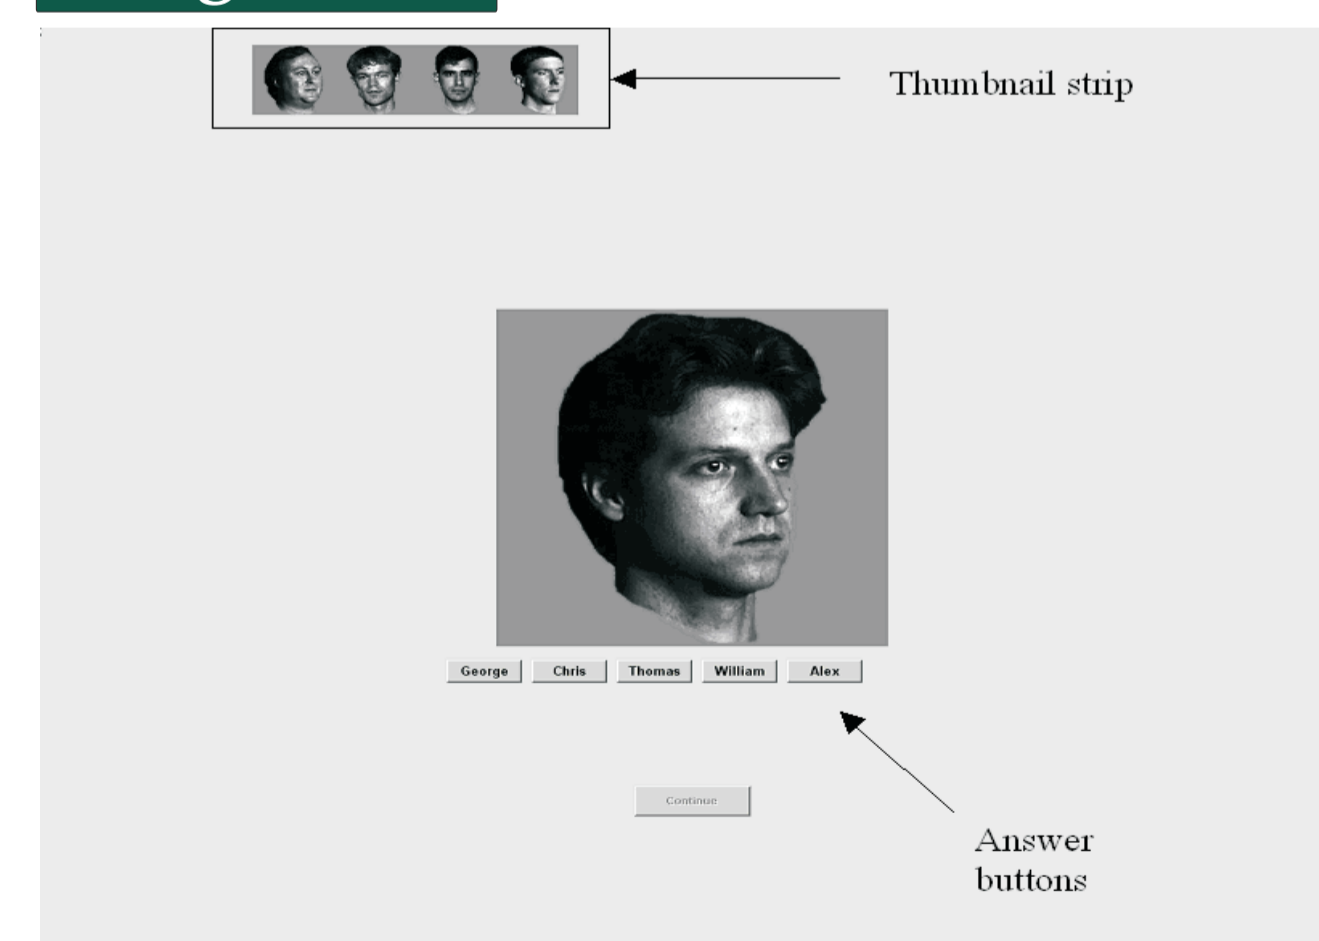 Thumbnail strip
George Chris Thomas William Alex
Continue
Answer
buttons